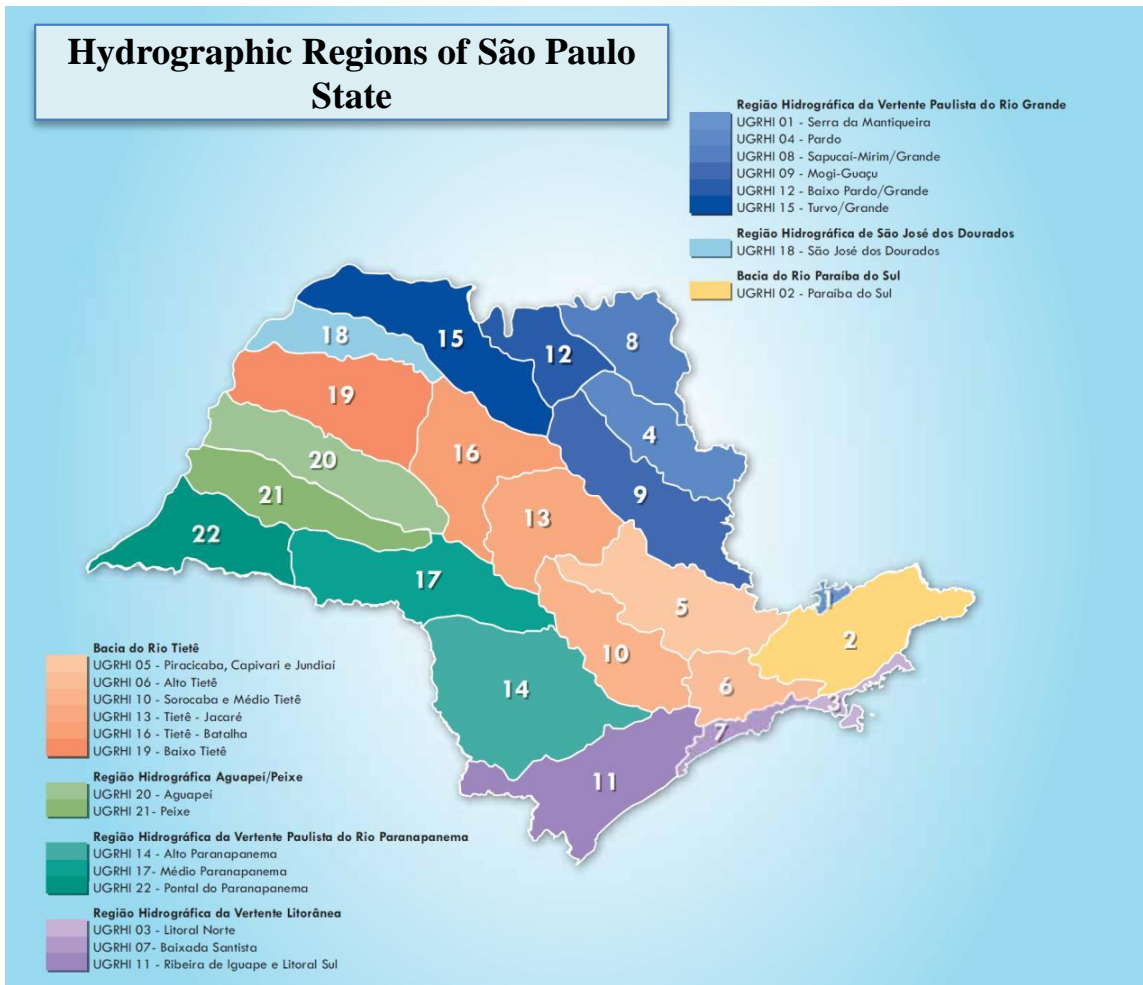 Hydrographic Regions of São Paulo
State
Região Hidrográfica da Vertente Paulista do Rio Grande
UGRHI 01 - Serra da Mantiqueira
UGRHI 04 - Pardo
UGRHI 08 - Sapucaí-Mirim/Grande
UGRHI 09 - Mogi-Guaçu
UGRHI 12 - Baixo Pardo/Grande
UGRHI 15 - Turvo/Grande
Região Hidrográfica de São José dos Dourados
UGRHI 18 - São José dos Dourados
Bacia do Rio Paraíba do Sul
UGRHI 02 - Paraíba do Sul
18
15
12
8
19
4
16
20
9
21
13
22
17
5
1
2
10
14
6
3
7
11
Bacia do Rio Tietê
UGRHI 05 - Piracicaba, Capivari e Jundiaí
UGRHI 06 - Alto Tietê
UGRHI 10 - Sorocaba e Médio Tietê
UGRHI 13 - Tietê - Jacaré
UGRHI 16 - Tietê - Batalha
UGRHI 19 - Baixo Tietê
Região Hidrográfica Aguapeí/Peixe
UGRHI 20 - Aguapeí
UGRHI 21- Peixe
Região Hidrográfica da Vertente Paulista do Rio Paranapanema
UGRHI 14 - Alto Paranapanema
UGRHI 17- Médio Paranapanema
UGRHI 22 - Pontal do Paranapanema
Região Hidrográfica da Vertente Litorânea
UGRHI 03 - Litoral Norte
UGRHI 07- Baixada Santista
UGRHI 11 - Ribeira de Iguape e Litoral Sul